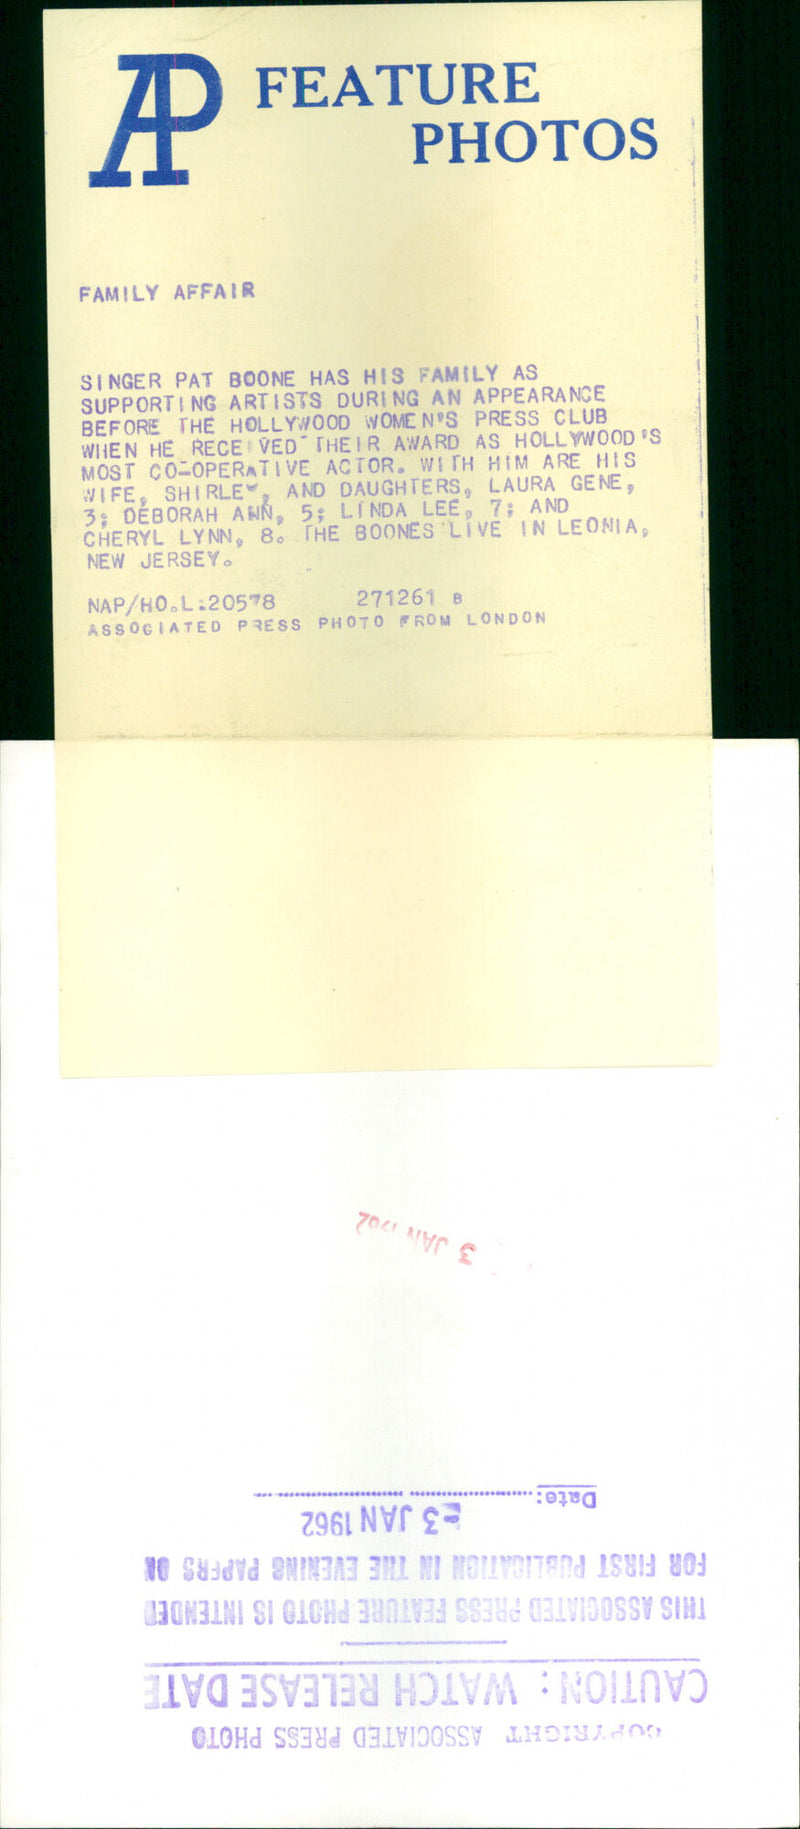 AP FEATURE
PHOTOS
FAMILY AFFAIR
SINGER PAT BOONE HAS HIS FAMILY AS
SUPPORTING ARTISTS DURING AN APPEARANCE
BEFORE THE HOLLYWOOD WOMEN'S PRESS CLUB
WHEN HE RECEIVED THEIR AWARD AS HOLLYWOOD'S
MOST CO-OPERATIVE ACTOR. WITH HIM ARE HIS
WIFE, SHIRLEY, AND DAUGHTERS, LAURA GENE,
3; DEBORAH ANN, 5; LINDA LEE, 7; AND
CHERYL LYNN, 8. THE BOONES LIVE IN LEONIA,
NEW JERSEY.
NAP/HO.L:20578 271261 B
ASSOCIATED PRESS PHOTO FROM LONDON
3 JAN 1962
COPYRIGHT ASSOCIATED PRESS PHOTO
CAUTION: WATCH RELEASE DATE
THIS ASSOCIATED PRESS FEATURE PHOTO IS INTENDED
FOR FIRST PUBLICATION IN THE EVENING PAPERS ON
-3 JAN 1962
Date: